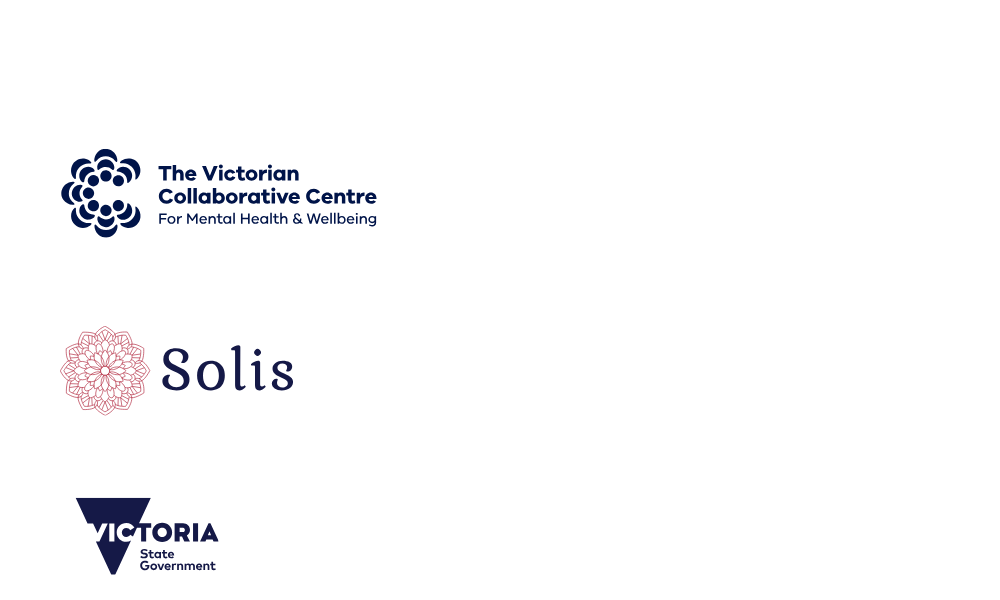 The Victorian
Collaborative Centre
For Mental Health & Wellbeing
Solis
VICTORIA
State
Government